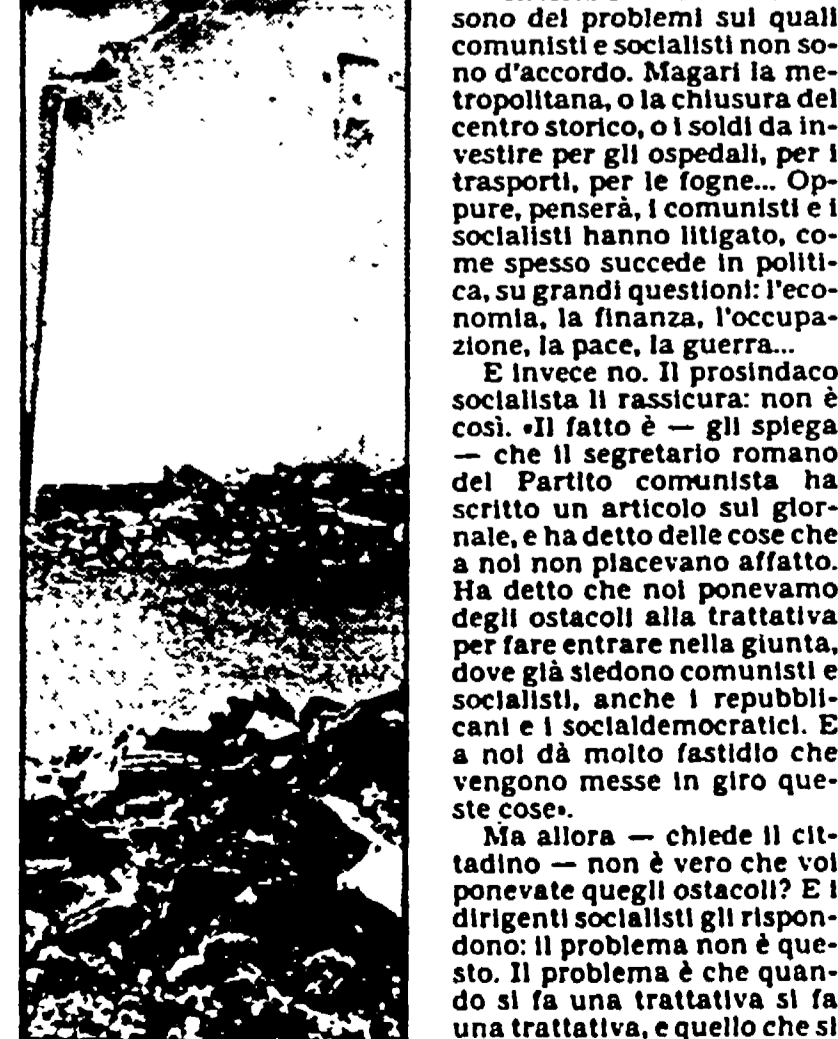 sono dei problemi sui quali
comunisti e socialisti non so-
no d'accordo. Magari la me-
tropolitana, o la chiusura del
centro storico, o i soldi da in-
vestire per gli ospedali, per i
trasporti, per le fogne... Op-
pure, penserà, i comunisti e i
socialisti hanno litigato, co-
me spesso succede in politi-
ca, su grandi questioni: l'eco-
nomia, la finanza, l'occupa-
zione, la pace, la guerra...
E invece no. Il prosindaco
socialista li rassicura: non è
così. «Il fatto è — gli spiega
— che il segretario romano
del Partito comunista ha
scritto un articolo sul gior-
nale, e ha detto delle cose che
a noi non piacevano affatto.
Ha detto che noi ponevamo
degli ostacoli alla trattativa
per fare entrare nella giunta,
dove già siedono comunisti e
socialisti, anche i repubbli-
cani e i socialdemocratici. E
a noi dà molto fastidio che
vengono messe in giro que-
ste cose».
Ma allora — chiede il cit-
tadino — non è vero che voi
ponevate quegli ostacoli? E i
dirigenti socialisti gli rispon-
dono: il problema non è que-
sto. Il problema è che quan-
do si fa una trattativa si fa
una trattativa, e quello che si